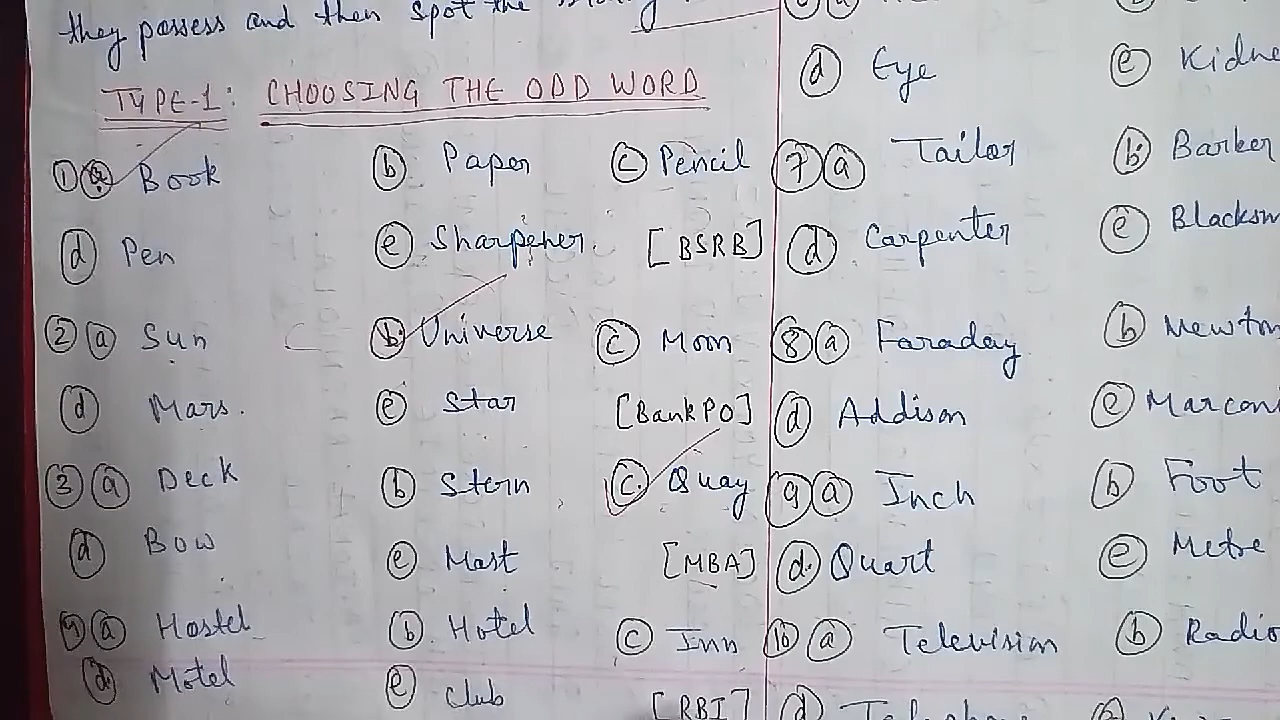 they possess and then spot the
TYPE-1: CHOOSING THE ODD WORD
① ⓐ Book ⓑ Paper ⓒ Pencil
ⓓ Pen ⓔ Sharpener. [BSRB]
② ⓐ Sun ⓑ Universe ⓒ Moon
ⓓ Mars. ⓔ Star [Bank PO]
③ ⓐ Deck ⓑ Stern ⓒ Quay
ⓓ Bow ⓔ Mast [MBA]
④ ⓐ Hostel ⓑ Hotel ⓒ Inn
ⓓ Motel ⓔ Club [RBI]
ⓓ Eye ⓔ Kidne
⑦ ⓐ Tailor ⓑ Barker
ⓓ Carpenter ⓔ Blacksm
⑧ ⓐ Faraday ⓑ Newton
ⓓ Addison ⓔ Marconi
⑨ ⓐ Inch ⓑ Foot
ⓓ Quart ⓔ Metre
⑩ ⓐ Television ⓑ Radio
ⓓ Telephone ⓔ